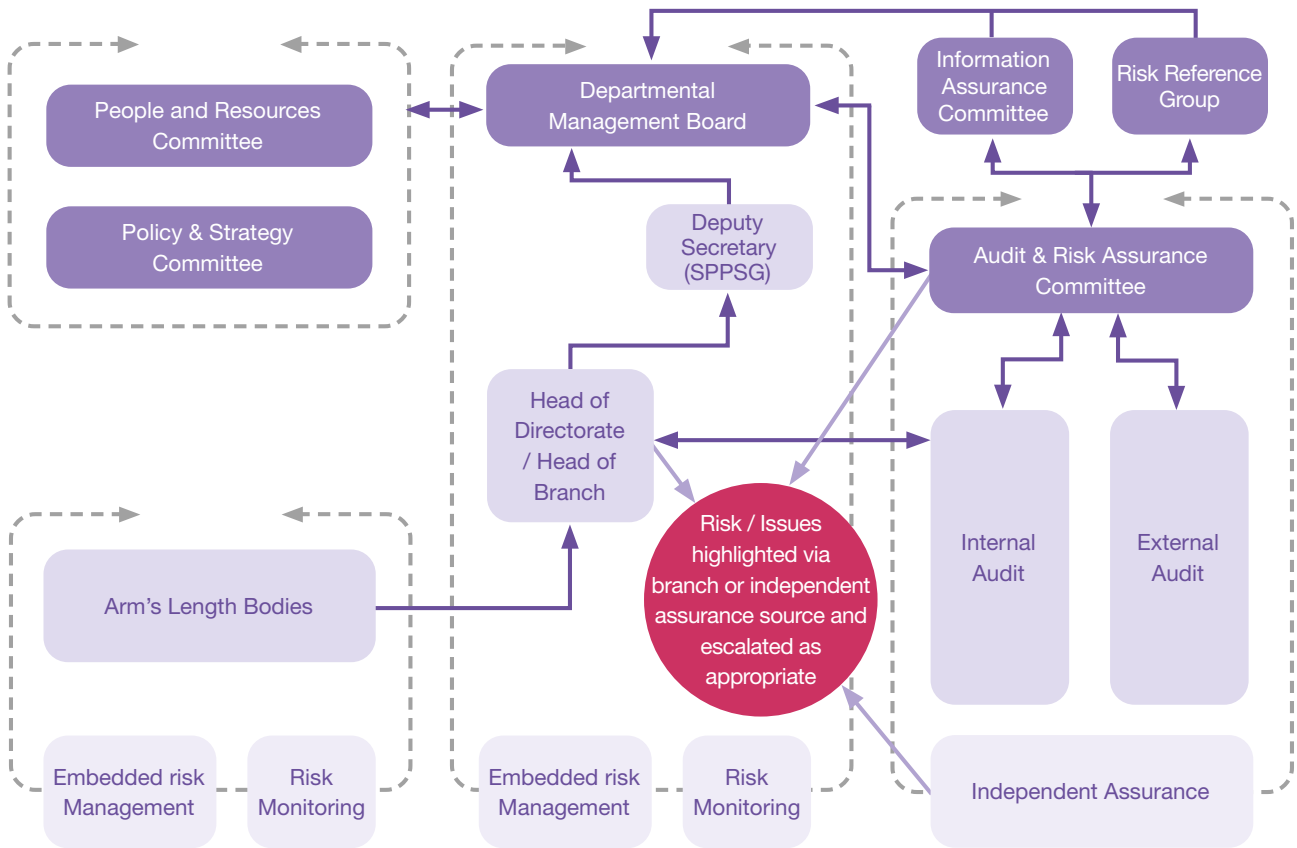 People and Resources
Committee
Policy & Strategy
Committee
Departmental
Management Board
Information
Assurance
Committee
Risk Reference
Group
Deputy
Secretary
(SPPSG)
Audit & Risk Assurance
Committee
Head of
Directorate
/ Head of
Branch
Risk / Issues
highlighted via
branch or independent
assurance source and
escalated as
appropriate
Internal
Audit
External
Audit
Arm’s Length Bodies
Embedded risk
Management
Risk
Monitoring
Embedded risk
Management
Risk
Monitoring
Independent Assurance